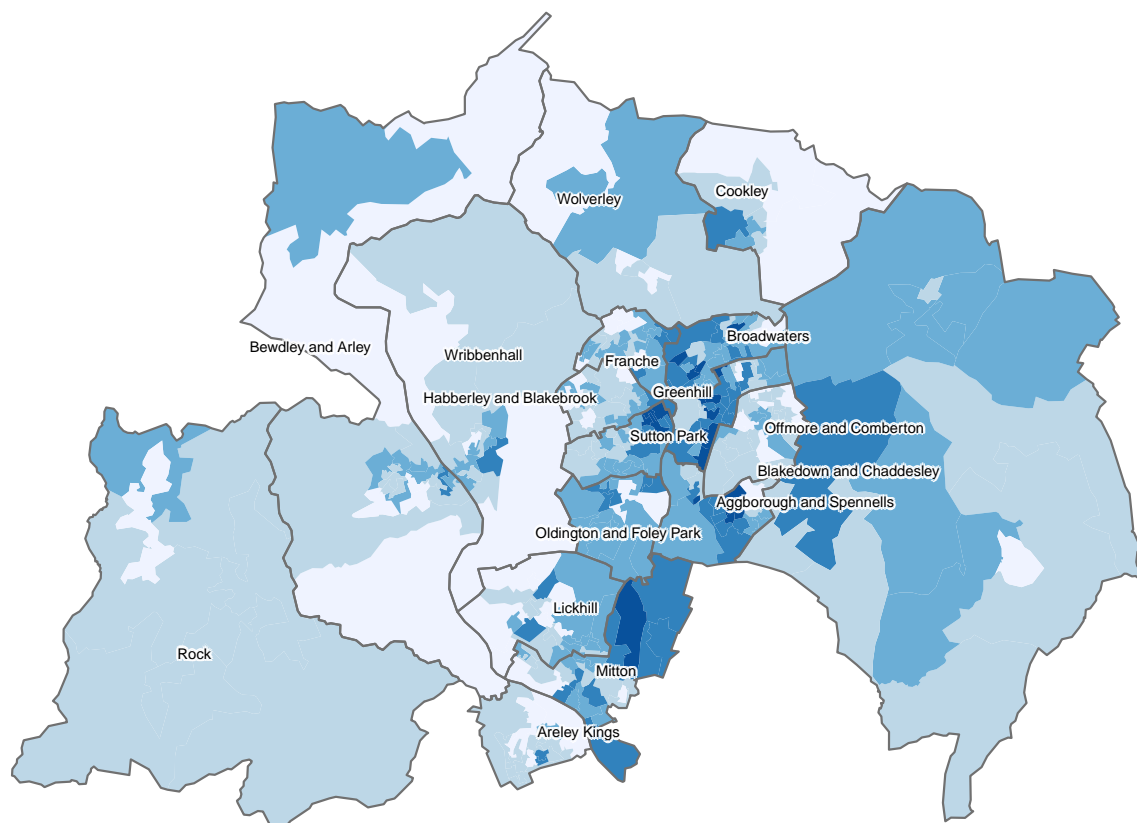 Cookley
Wolverley
Broadwaters
Bewdley and Arley
Wribbenhall
Franche
Greenhill
Habberley and Blakebrook
Offmore and Comberton
Sutton Park
Blakedown and Chaddesley
Aggborough and Spennells
Oldington and Foley Park
Lickhill
Rock
Mitton
Areley Kings